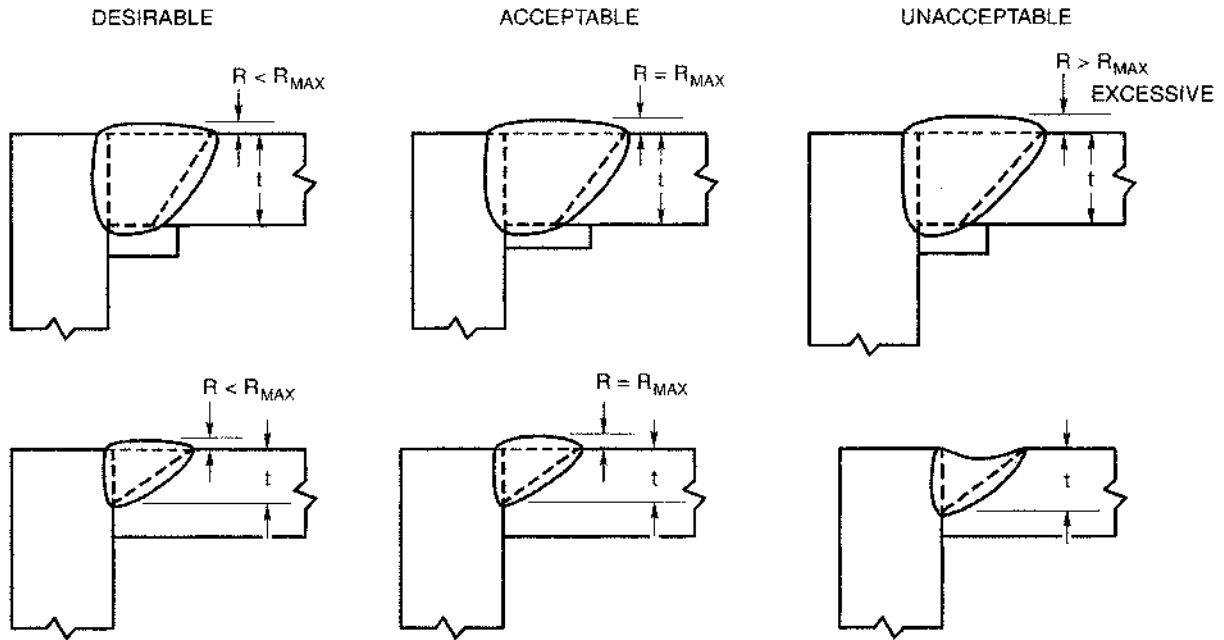 DESIRABLE
ACCEPTABLE
UNACCEPTABLE
R < RMAX
R = RMAX
R > RMAX
EXCESSIVE
t
t
t
R < RMAX
R = RMAX
t
t
t